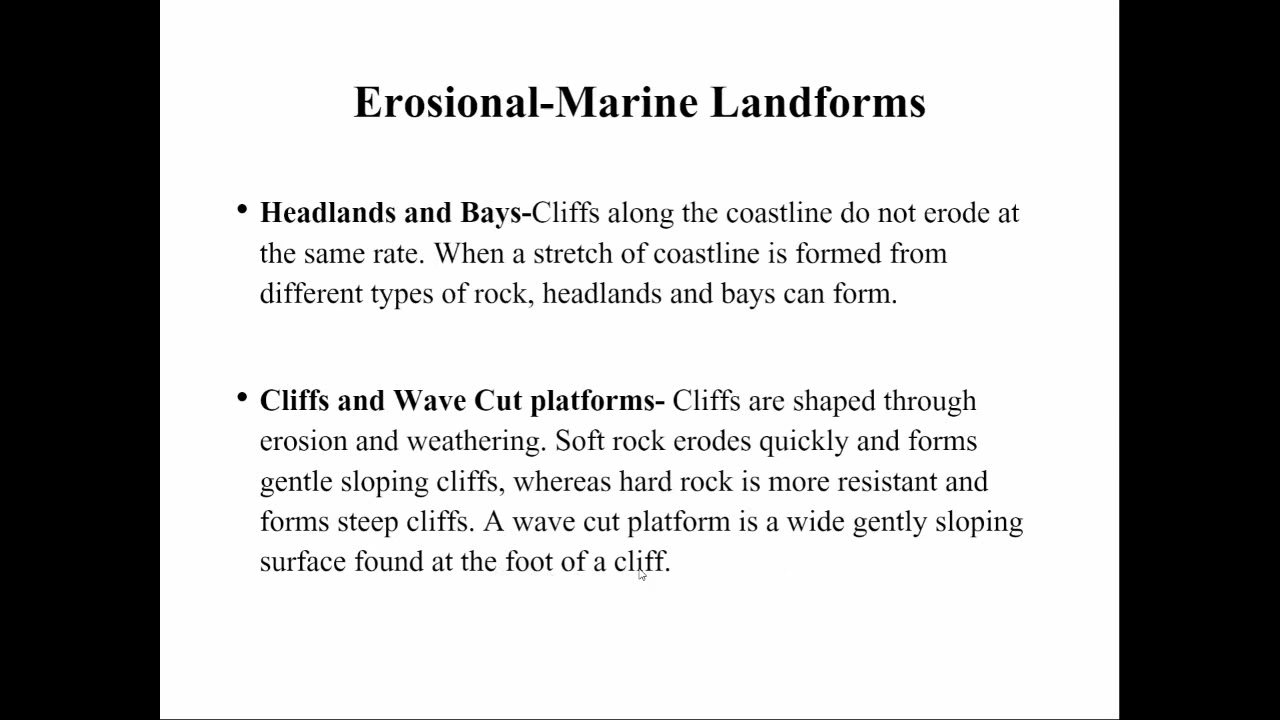 Erosional-Marine Landforms
• Headlands and Bays-Cliffs along the coastline do not erode at
the same rate. When a stretch of coastline is formed from
different types of rock, headlands and bays can form.
• Cliffs and Wave Cut platforms- Cliffs are shaped through
erosion and weathering. Soft rock erodes quickly and forms
gentle sloping cliffs, whereas hard rock is more resistant and
forms steep cliffs. A wave cut platform is a wide gently sloping
surface found at the foot of a cliff.